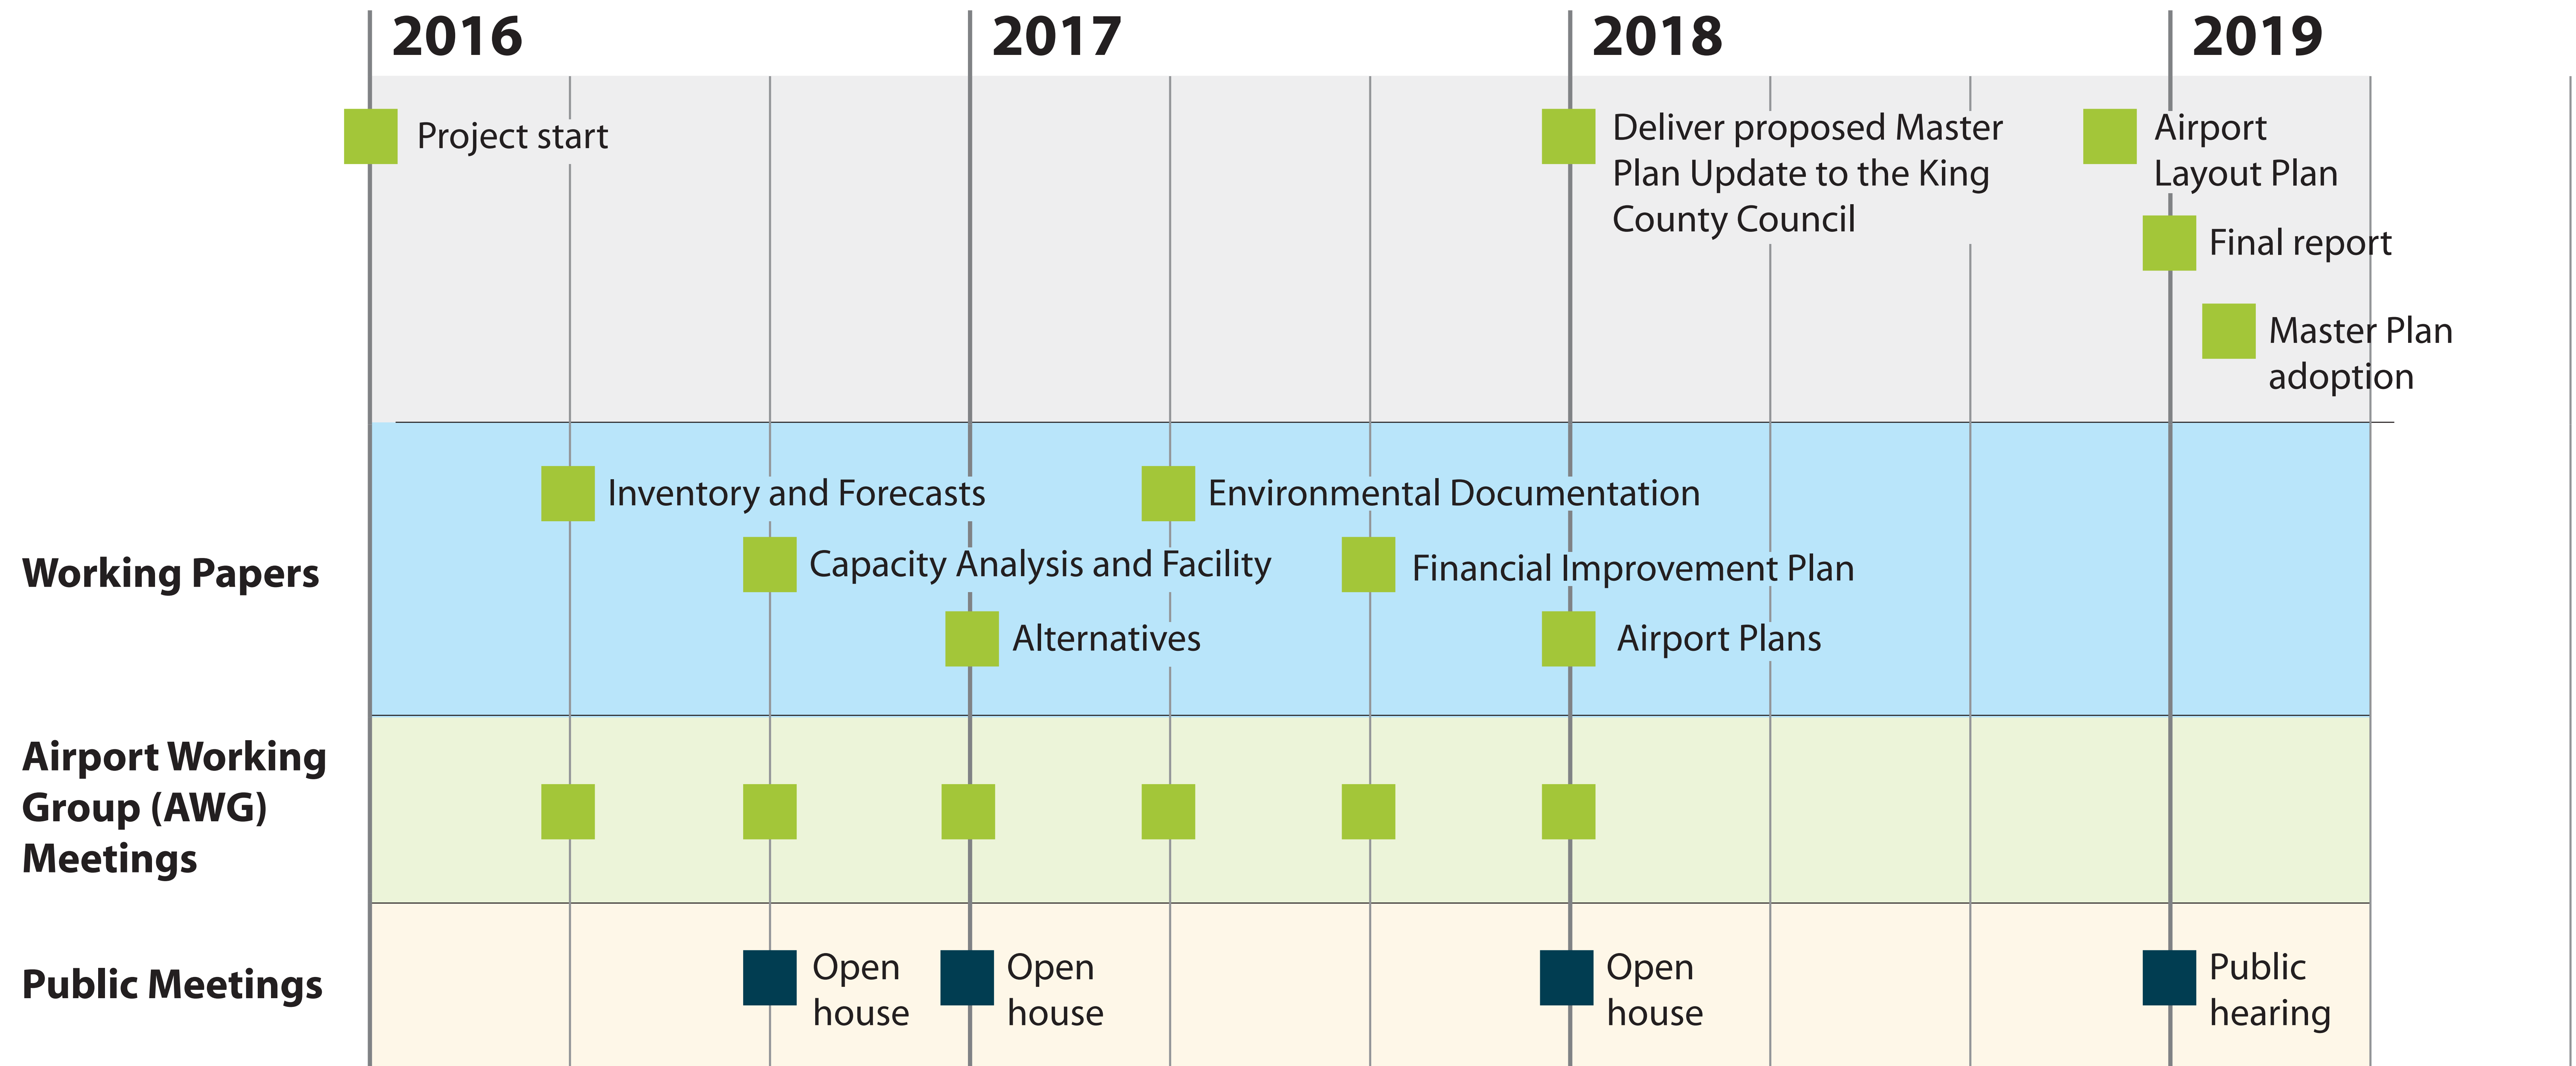 2016
2017
2018
2019
Project start
Deliver proposed Master
Plan Update to the King
County Council
Airport
Layout Plan
Final report
Master Plan
adoption
Working Papers
Inventory and Forecasts
Environmental Documentation
Capacity Analysis and Facility
Financial Improvement Plan
Alternatives
Airport Plans
Airport Working
Group (AWG)
Meetings
Public Meetings
Open
house
Open
house
Open
house
Public
hearing